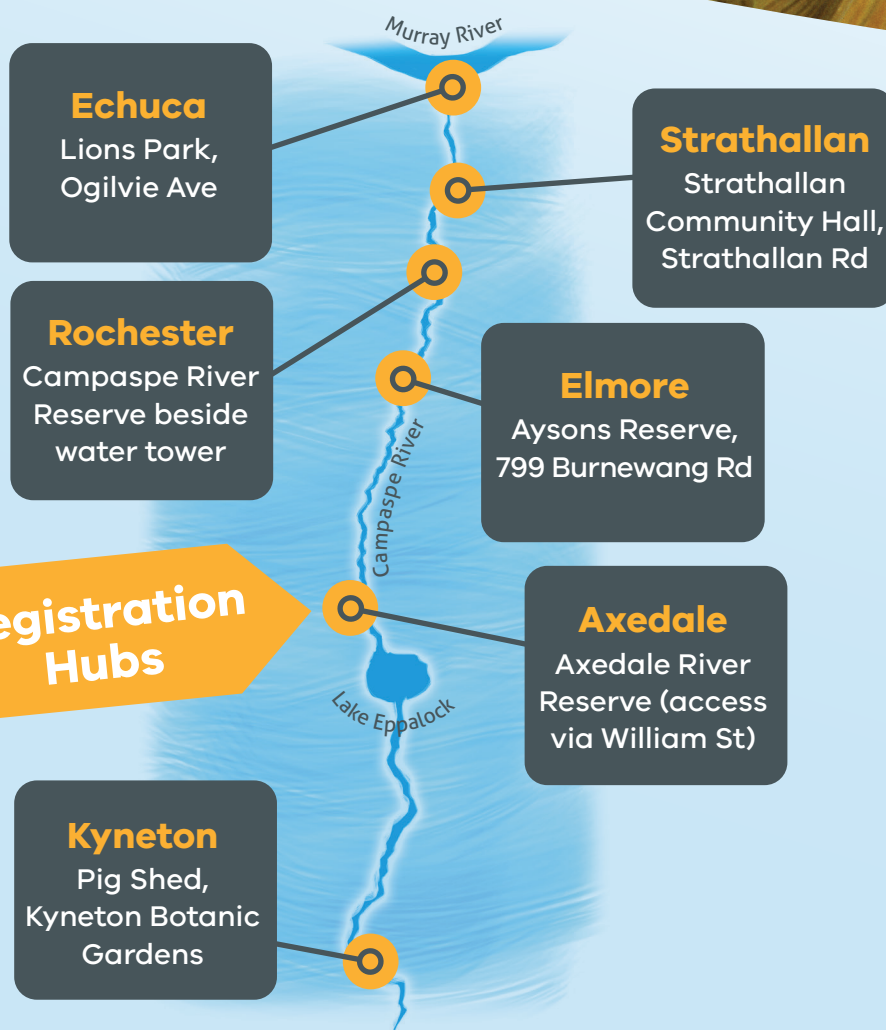 Murray River
Echuca
Lions Park,
Ogilvie Ave
Strathallan
Strathallan
Community Hall,
Strathallan Rd
Rochester
Campaspe River
Reserve beside
water tower
Elmore
Aysons Reserve,
799 Burnewang Rd
Campaspe River
egistration
Hubs
Axedale
Axedale River
Reserve (access
via William St)
Lake Eppalock
Kyneton
Pig Shed,
Kyneton Botanic
Gardens